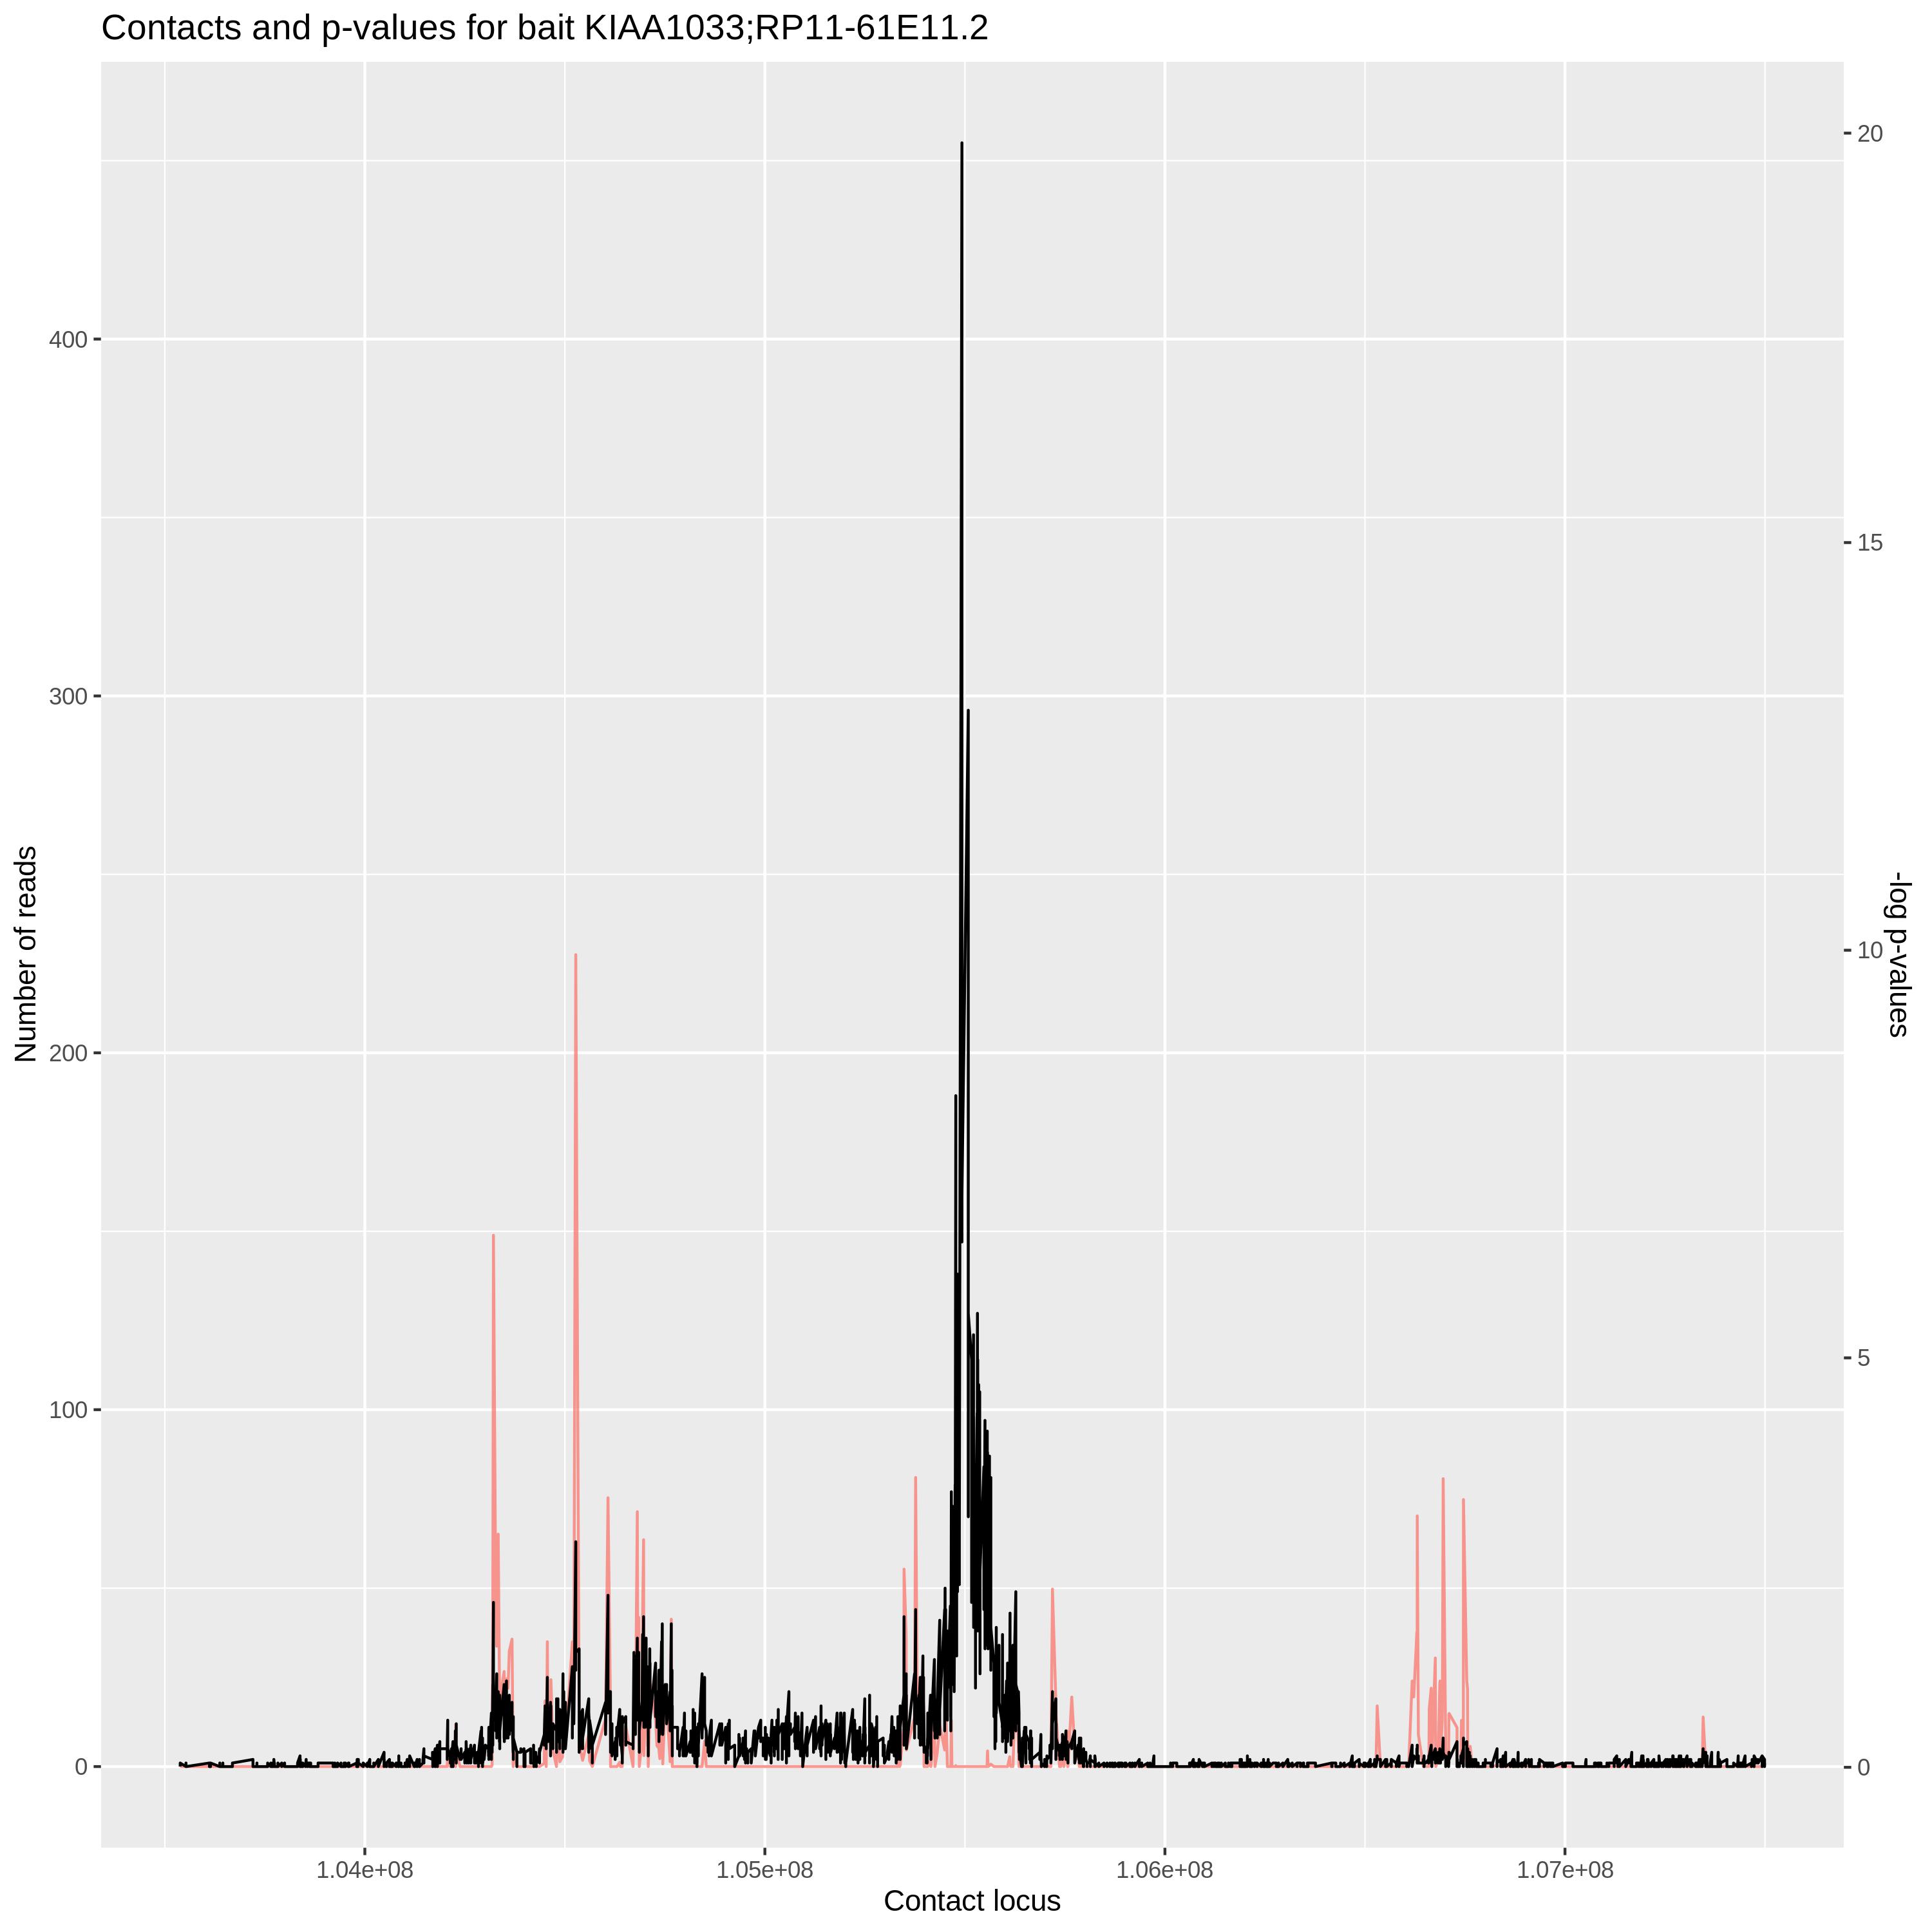 Contacts and p-values for bait KIAA1033;RP11-61E11.2
Number of reads
400
300
200
100
0
20
15
10
5
0
-log p-values
1.04e+08 1.05e+08 1.06e+08 1.07e+08
Contact locus